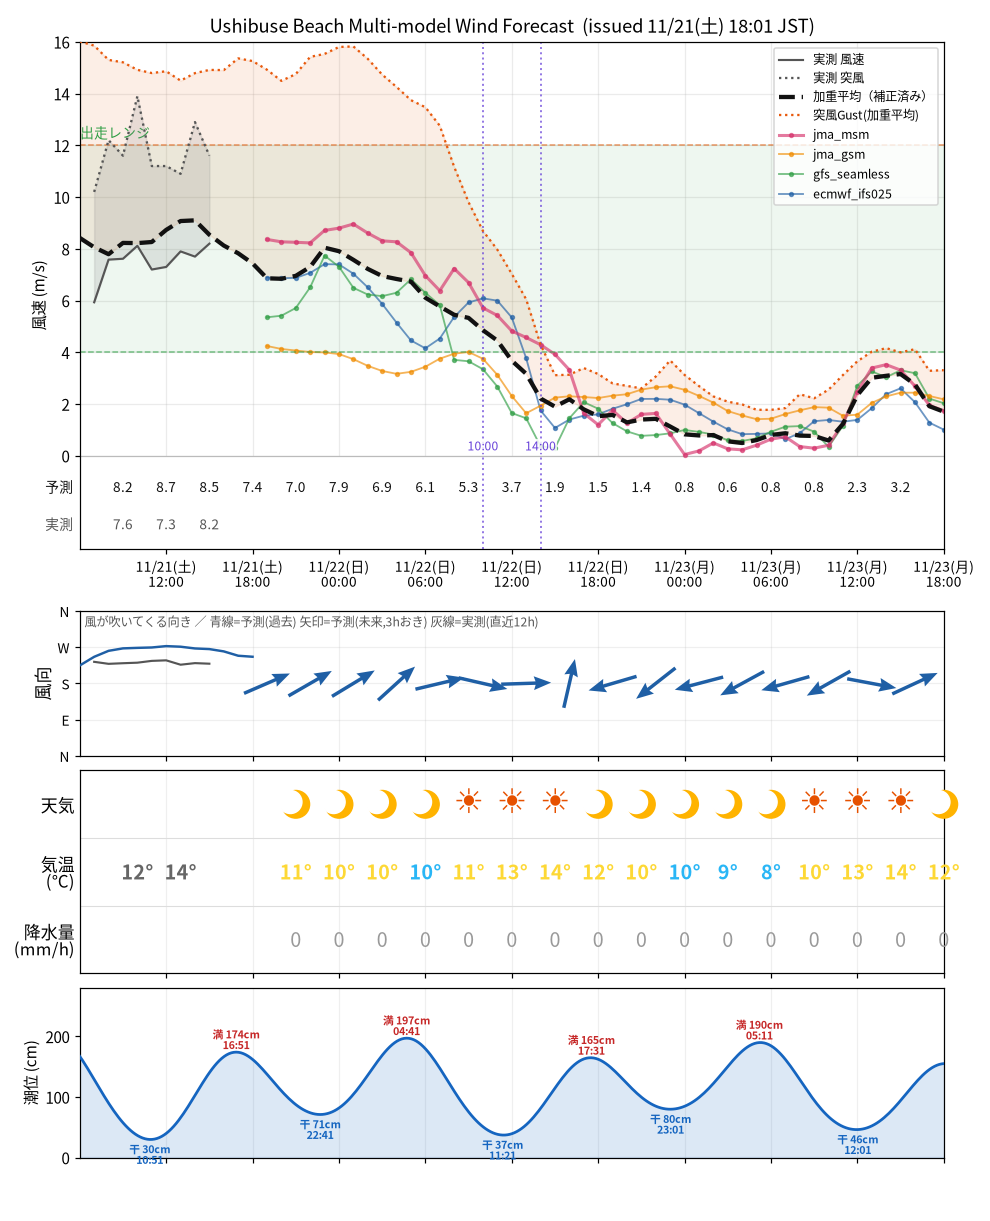 Ushibuse Beach Multi-model Wind Forecast (issued 11/21(土) 18:01 JST)
16
14
12
10
8
6
4
2
0
風速 (m/s)
出走レンジ
実測 風速
実測 突風
加重平均（補正済み）
突風Gust(加重平均)
jma_msm
jma_gsm
gfs_seamless
ecmwf_ifs025
10:00 14:00
予測 8.2 8.7 8.5 7.4 7.0 7.9 6.9 6.1 5.3 3.7 1.9 1.5 1.4 0.8 0.6 0.8 0.8 2.3 3.2
実測 7.6 7.3 8.2
11/21(土) 11/21(土) 11/22(日) 11/22(日) 11/22(日) 11/22(日) 11/23(月) 11/23(月) 11/23(月) 11/23(月)
12:00 18:00 00:00 06:00 12:00 18:00 00:00 06:00 12:00 18:00
風が吹いてくる向き ／ 青線=予測(過去) 矢印=予測(未来,3hおき) 灰線=実測(直近12h)
N
W
S
E
N
風向
天気
気温
(℃)
12° 14° 11° 10° 10° 10° 11° 13° 14° 12° 10° 10° 9° 8° 10° 13° 14° 12°
降水量
(mm/h)
0 0 0 0 0 0 0 0 0 0 0 0 0 0 0 0
潮位 (cm)
200
100
0
満 174cm
16:51
満 197cm
04:41
満 165cm
17:31
満 190cm
05:11
干 30cm
10:51
干 71cm
22:41
干 37cm
11:21
干 80cm
23:01
干 46cm
12:01